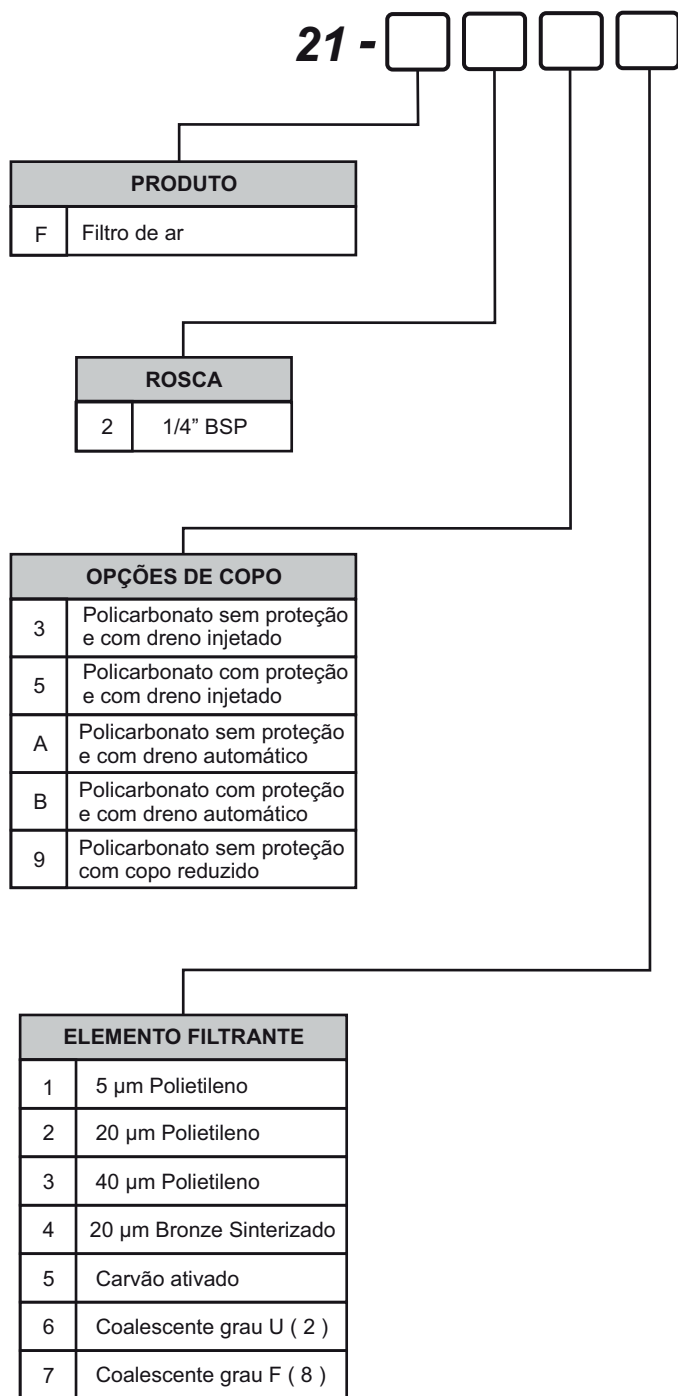 21 -
PRODUTO
F Filtro de ar
ROSCA
2 1/4” BSP
OPÇÕES DE COPO
3 Policarbonato sem proteção
e com dreno injetado
5 Policarbonato com proteção
e com dreno injetado
A Policarbonato sem proteção
e com dreno automático
B Policarbonato com proteção
e com dreno automático
9 Policarbonato sem proteção
com copo reduzido
ELEMENTO FILTRANTE
1 5 µm Polietileno
2 20 µm Polietileno
3 40 µm Polietileno
4 20 µm Bronze Sinterizado
5 Carvão ativado
6 Coalescente grau U ( 2 )
7 Coalescente grau F ( 8 )